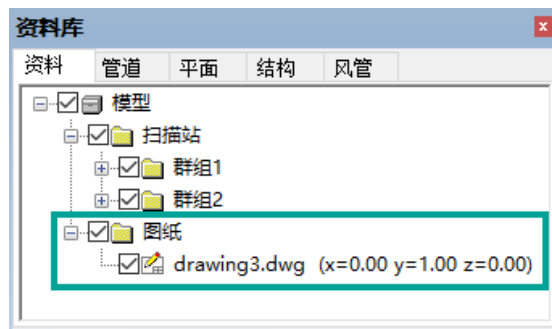 资料库
资料 管道 平面 结构 风管
模型
扫描站
群组1
群组2
图纸
drawing3.dwg (x=0.00 y=1.00 z=0.00)